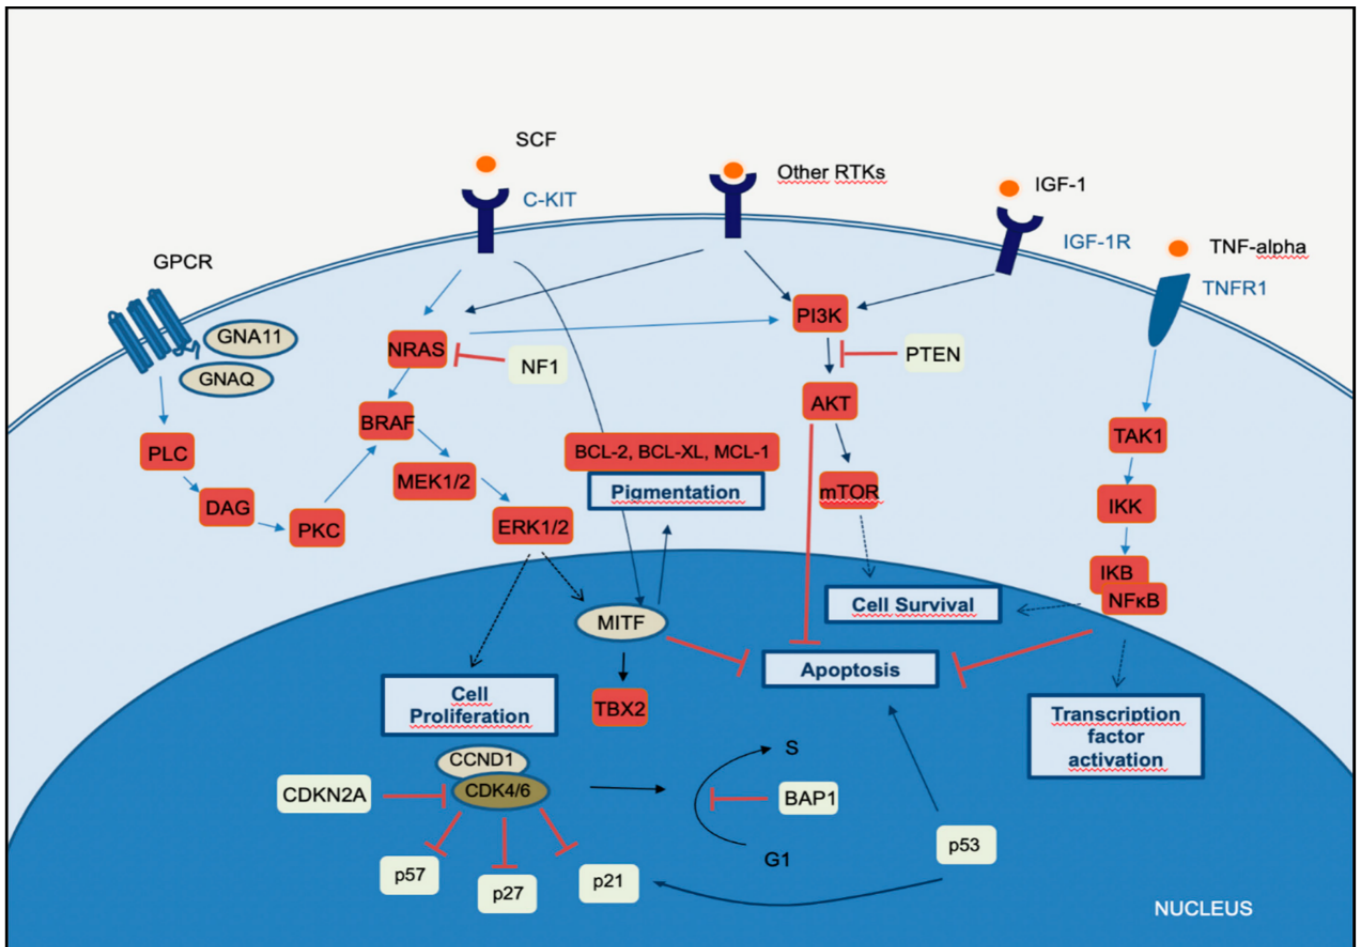 SCF
Other RTKs
IGF-1
C-KIT
IGF-1R
TNF-alpha
GPCR
TNFR1
GNA11
PI3K
NRAS
NF1
PTEN
GNAQ
AKT
BRAF
TAK1
PLC
BCL-2, BCL-XL, MCL-1
MEK1/2
Pigmentation
mTOR
DAG
IKK
PKC
ERK1/2
IKB
NFκB
Cell Survival
MITF
Apoptosis
Cell
Proliferation
TBX2
Transcription
factor
activation
S
CCND1
CDKN2A
CDK4/6
BAP1
G1
p53
p57
p27
p21
NUCLEUS